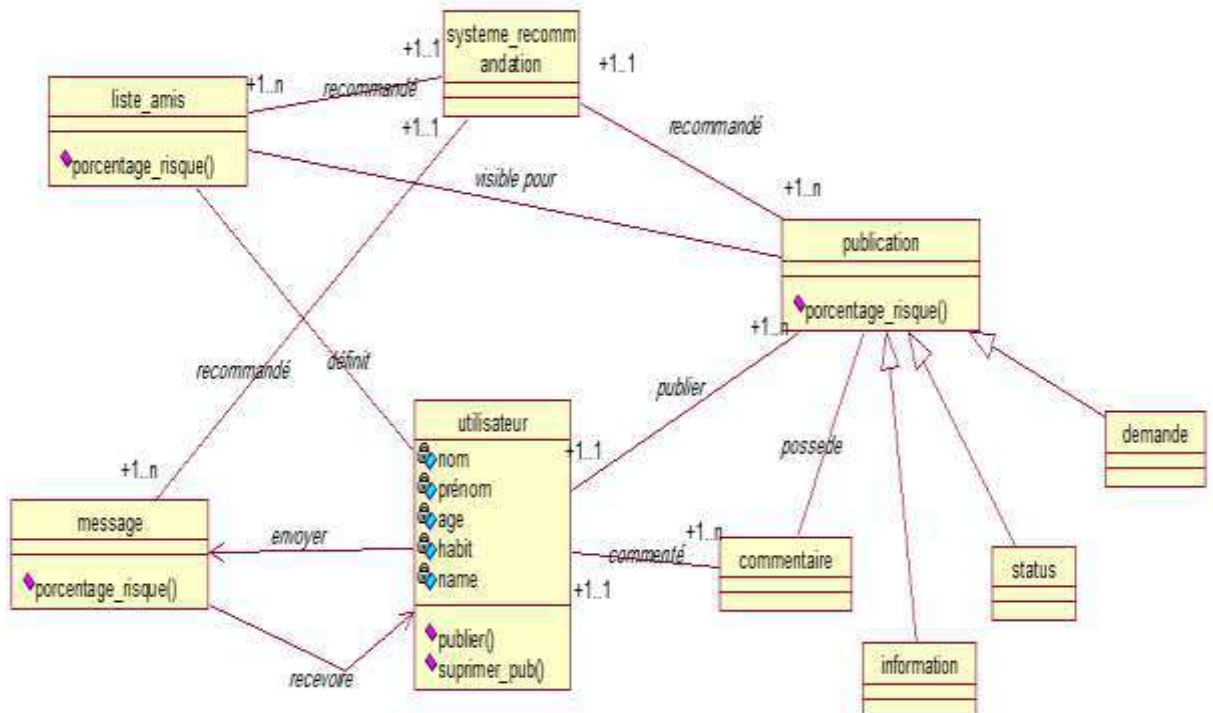 systeme_recomm
andation
+1..1
+1..1
+1..n
recommandé
liste_amis
porcentage_risque()
+1..1
recommandé
visible pour
+1..n
publication
porcentage_risque()
+1..n
recommandé
définit
publier
utilisateur
nom
prénom
age
habit
name
publier()
suprimer_pub()
+1..1
possede
demande
+1..n
message
porcentage_risque()
envoyer
recevoire
commenté
+1..n
+1..1
commentaire
status
information